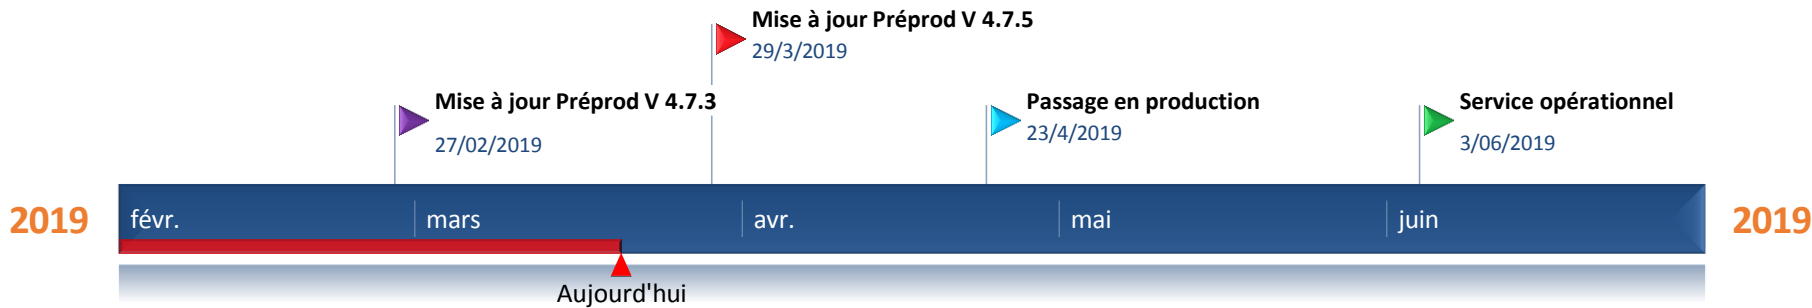 Mise à jour Préprod V 4.7.5
29/3/2019
Mise à jour Préprod V 4.7.3
27/02/2019
Passage en production
23/4/2019
Service opérationnel
3/06/2019
2019 févr. mars avr. mai juin 2019
Aujourd'hui